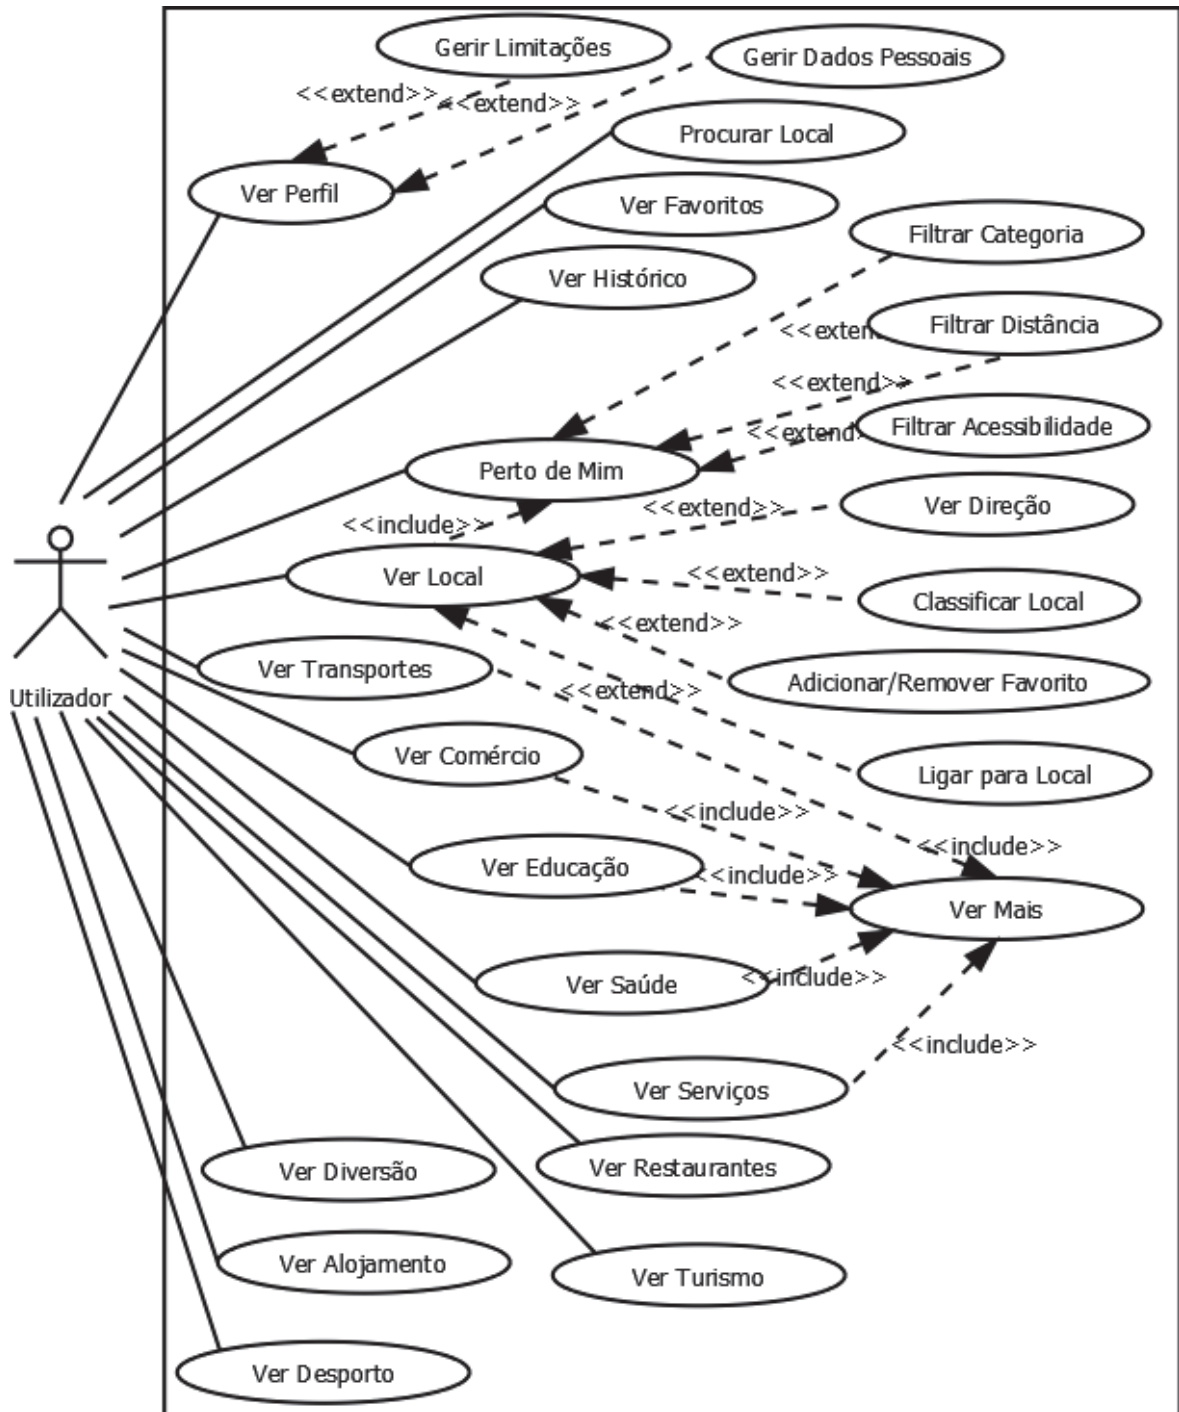 Gerir Limitações
Gerir Dados Pessoais
<<extend>>
<<extend>>
Procurar Local
Ver Perfil
Ver Favoritos
Filtrar Categoria
Ver Histórico
<<extend>>
Filtrar Distância
<<extend>>
<<extend>>
Filtrar Acessibilidade
Perto de Mim
<<include>>
<<extend>>
Ver Direção
Ver Local
<<extend>>
Classificar Local
<<extend>>
Ver Transportes
<<extend>>
Adicionar/Remover Favorito
Utilizador
Ver Comércio
Ligar para Local
<<include>>
<<include>>
Ver Educação
<<include>>
Ver Mais
Ver Saúde
<<include>>
<<include>>
Ver Serviços
Ver Diversão
Ver Restaurantes
Ver Alojamento
Ver Turismo
Ver Desporto